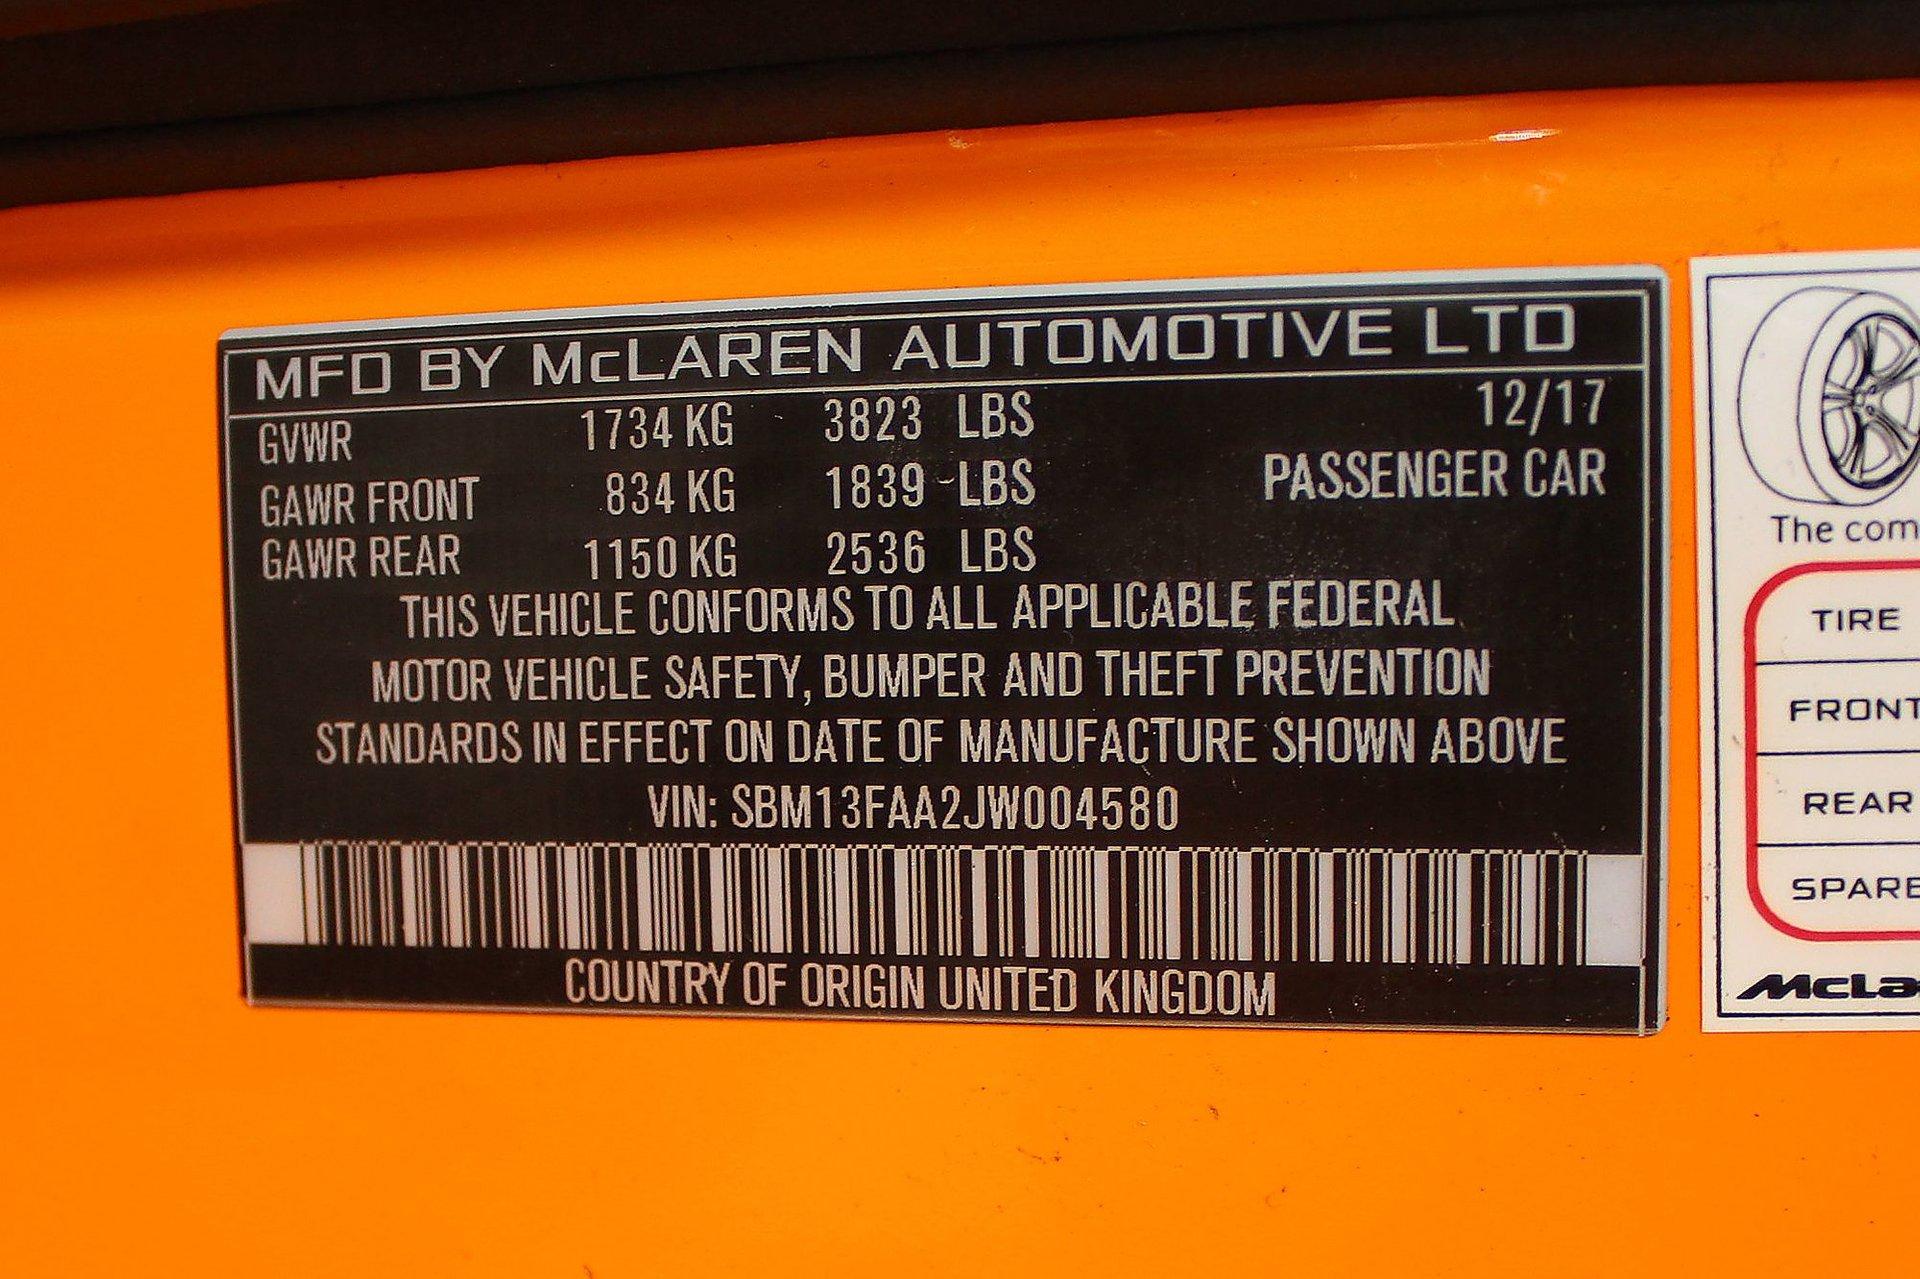 MFD BY McLAREN AUTOMOTIVE LTD
GVWR 1734 KG 3823 LBS 12/17
GAWR FRONT 834 KG 1839 LBS PASSENGER CAR
GAWR REAR 1150 KG 2536 LBS
THIS VEHICLE CONFORMS TO ALL APPLICABLE FEDERAL
MOTOR VEHICLE SAFETY, BUMPER AND THEFT PREVENTION
STANDARDS IN EFFECT ON DATE OF MANUFACTURE SHOWN ABOVE
VIN: SBM13FAA2JW004580
COUNTRY OF ORIGIN UNITED KINGDOM
The com
TIRE
FRONT
REAR
SPARE
McLa